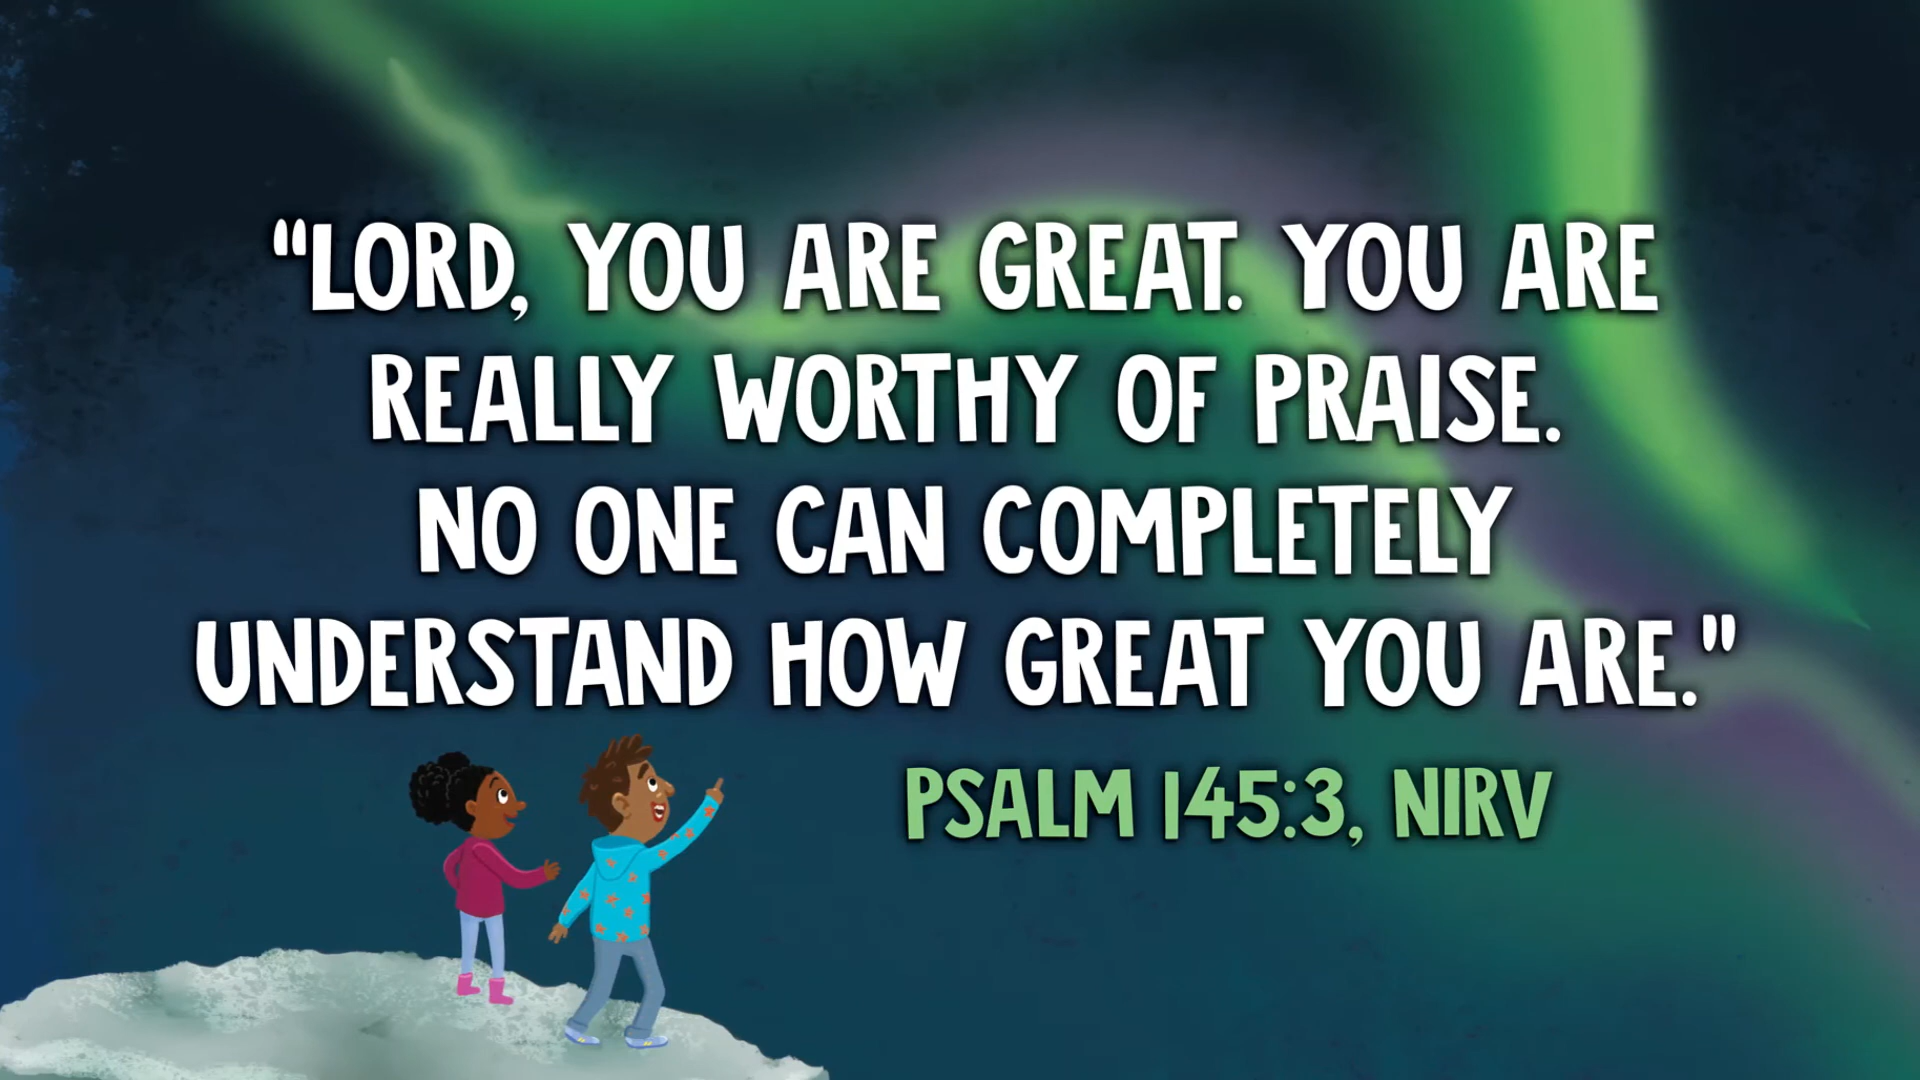 "LORD, YOU ARE GREAT. YOU ARE
REALLY WORTHY OF PRAISE.
NO ONE CAN COMPLETELY
UNDERSTAND HOW GREAT YOU ARE."
PSALM 145:3, NIRV